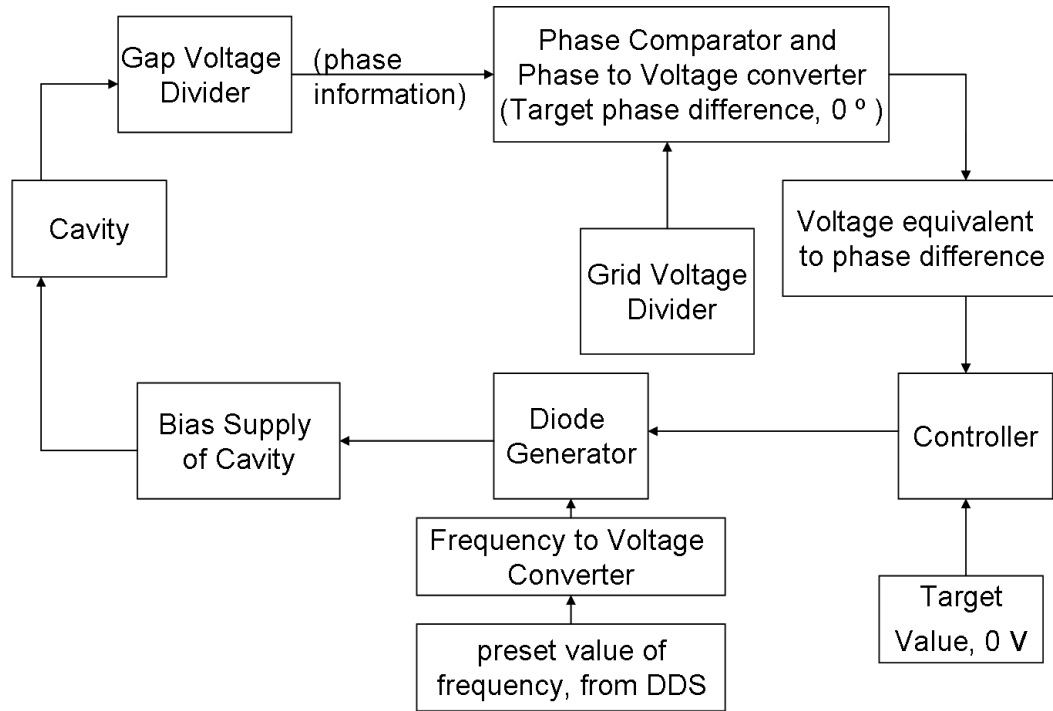 Gap Voltage
Divider
(phase
information)
Phase Comparator and
Phase to Voltage converter
(Target phase difference, 0 º )
Cavity
Voltage equivalent
to phase difference
Grid Voltage
Divider
Bias Supply
of Cavity
Diode
Generator
Controller
Frequency to Voltage
Converter
Target
Value, 0 V
preset value of
frequency, from DDS